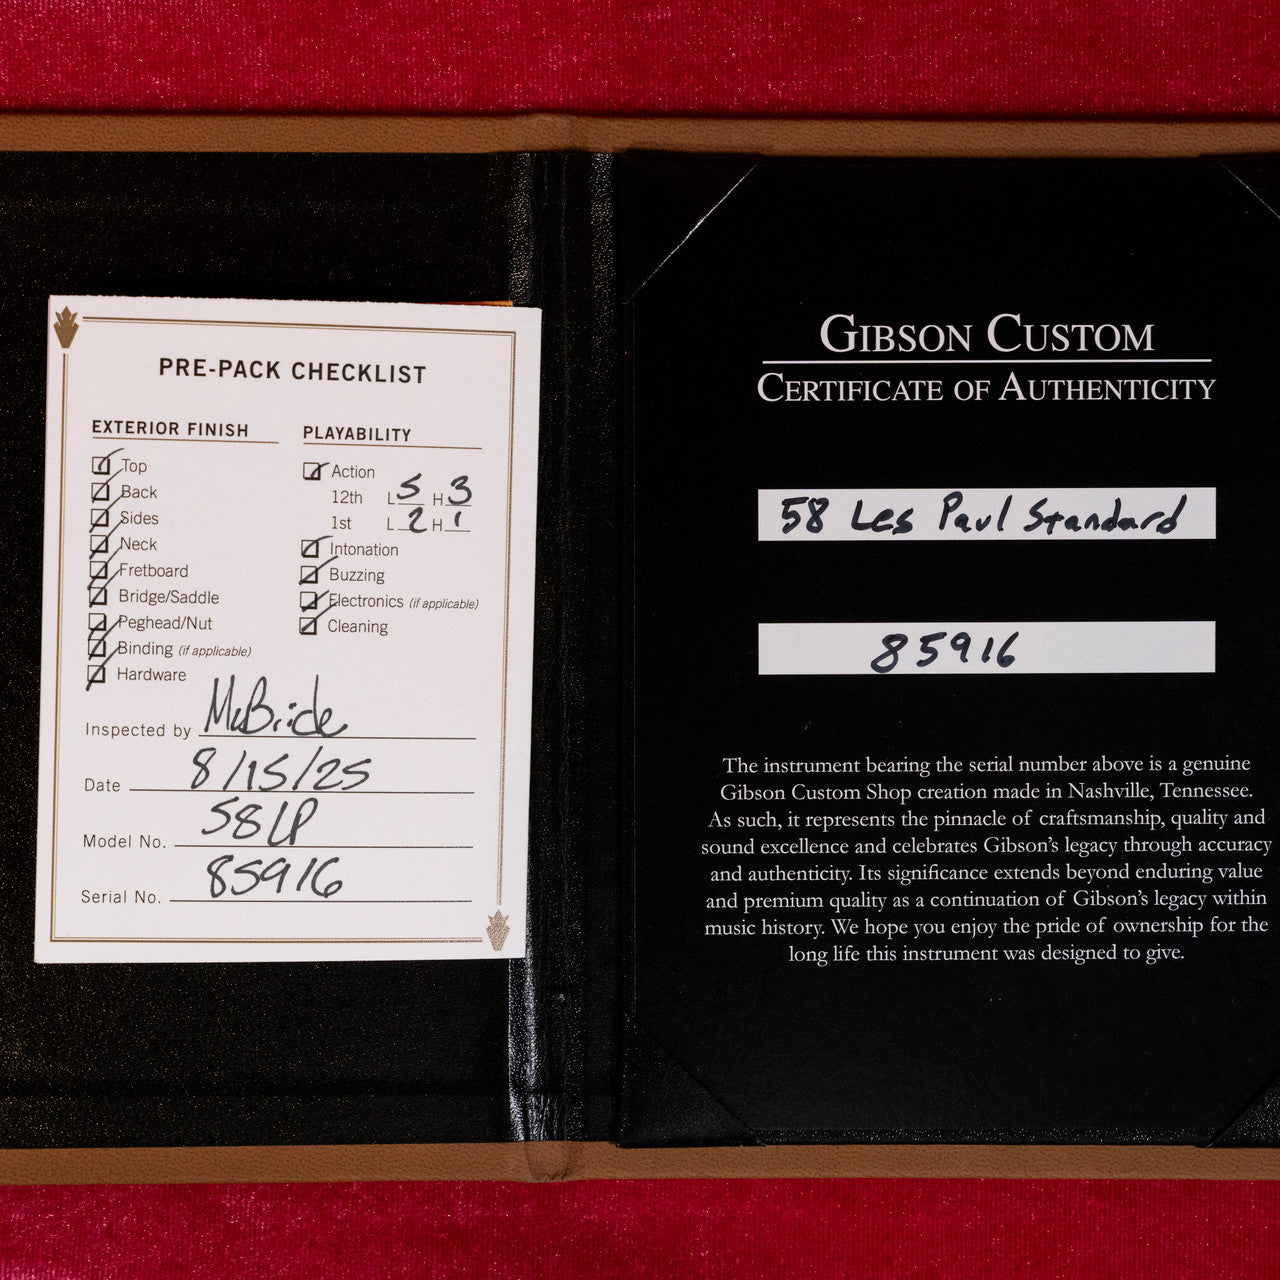 PRE-PACK CHECKLIST
EXTERIOR FINISH
Top
Back
Sides
Neck
Fretboard
Bridge/Saddle
Peghead/Nut
Binding (if applicable)
Hardware
PLAYABILITY
Action
12th L 5 H 3
1st L 2 H 1
Intonation
Buzzing
Electronics (if applicable)
Cleaning
Inspected by McBride
Date 8/15/25
Model No. 58 LP
Serial No. 85916
GIBSON CUSTOM
CERTIFICATE OF AUTHENTICITY
58 Les Paul Standard
85916
The instrument bearing the serial number above is a genuine
Gibson Custom Shop creation made in Nashville, Tennessee.
As such, it represents the pinnacle of craftsmanship, quality and
sound excellence and celebrates Gibson's legacy through accuracy
and authenticity. Its significance extends beyond enduring value
and premium quality as a continuation of Gibson's legacy within
music history. We hope you enjoy the pride of ownership for the
long life this instrument was designed to give.